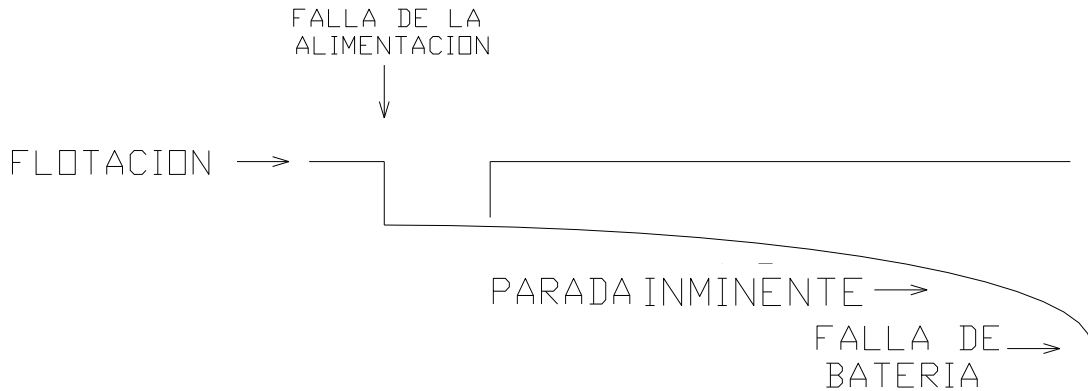 FALLA DE LA
ALIMENTACION
FLOTACION
PARADA INMINENTE
FALLA DE
BATERIA